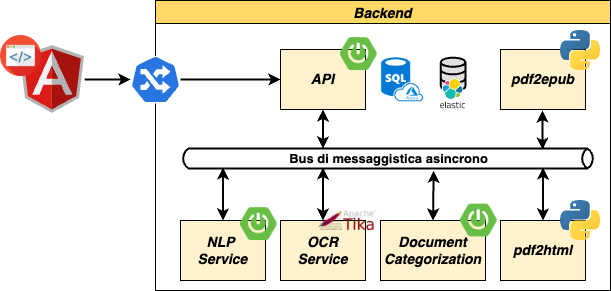 Backend
</>
A
API
SQL
elastic
pdf2epub
Bus di messaggistica asincrono
NLP
Service
Apache
Tika
OCR
Service
Document
Categorization
pdf2html